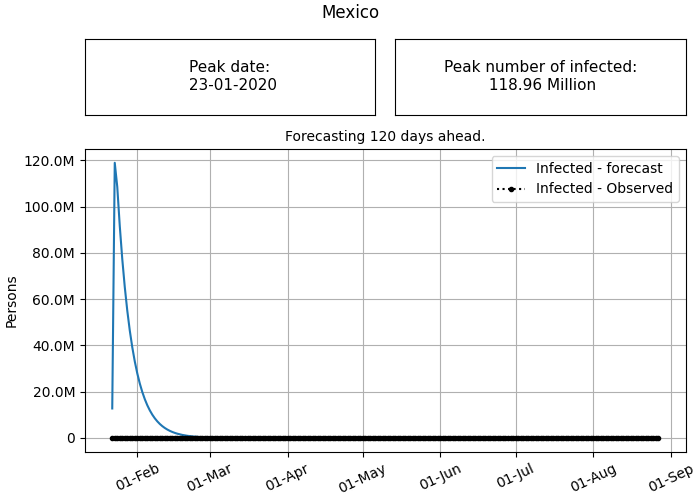 Mexico
Peak date:
23-01-2020
Peak number of infected:
118.96 Million
Forecasting 120 days ahead.
Infected - forecast
Infected - Observed
120.0M
100.0M
80.0M
60.0M
40.0M
20.0M
0
Persons
01-Feb
01-Mar
01-Apr
01-May
01-Jun
01-Jul
01-Aug
01-Sep